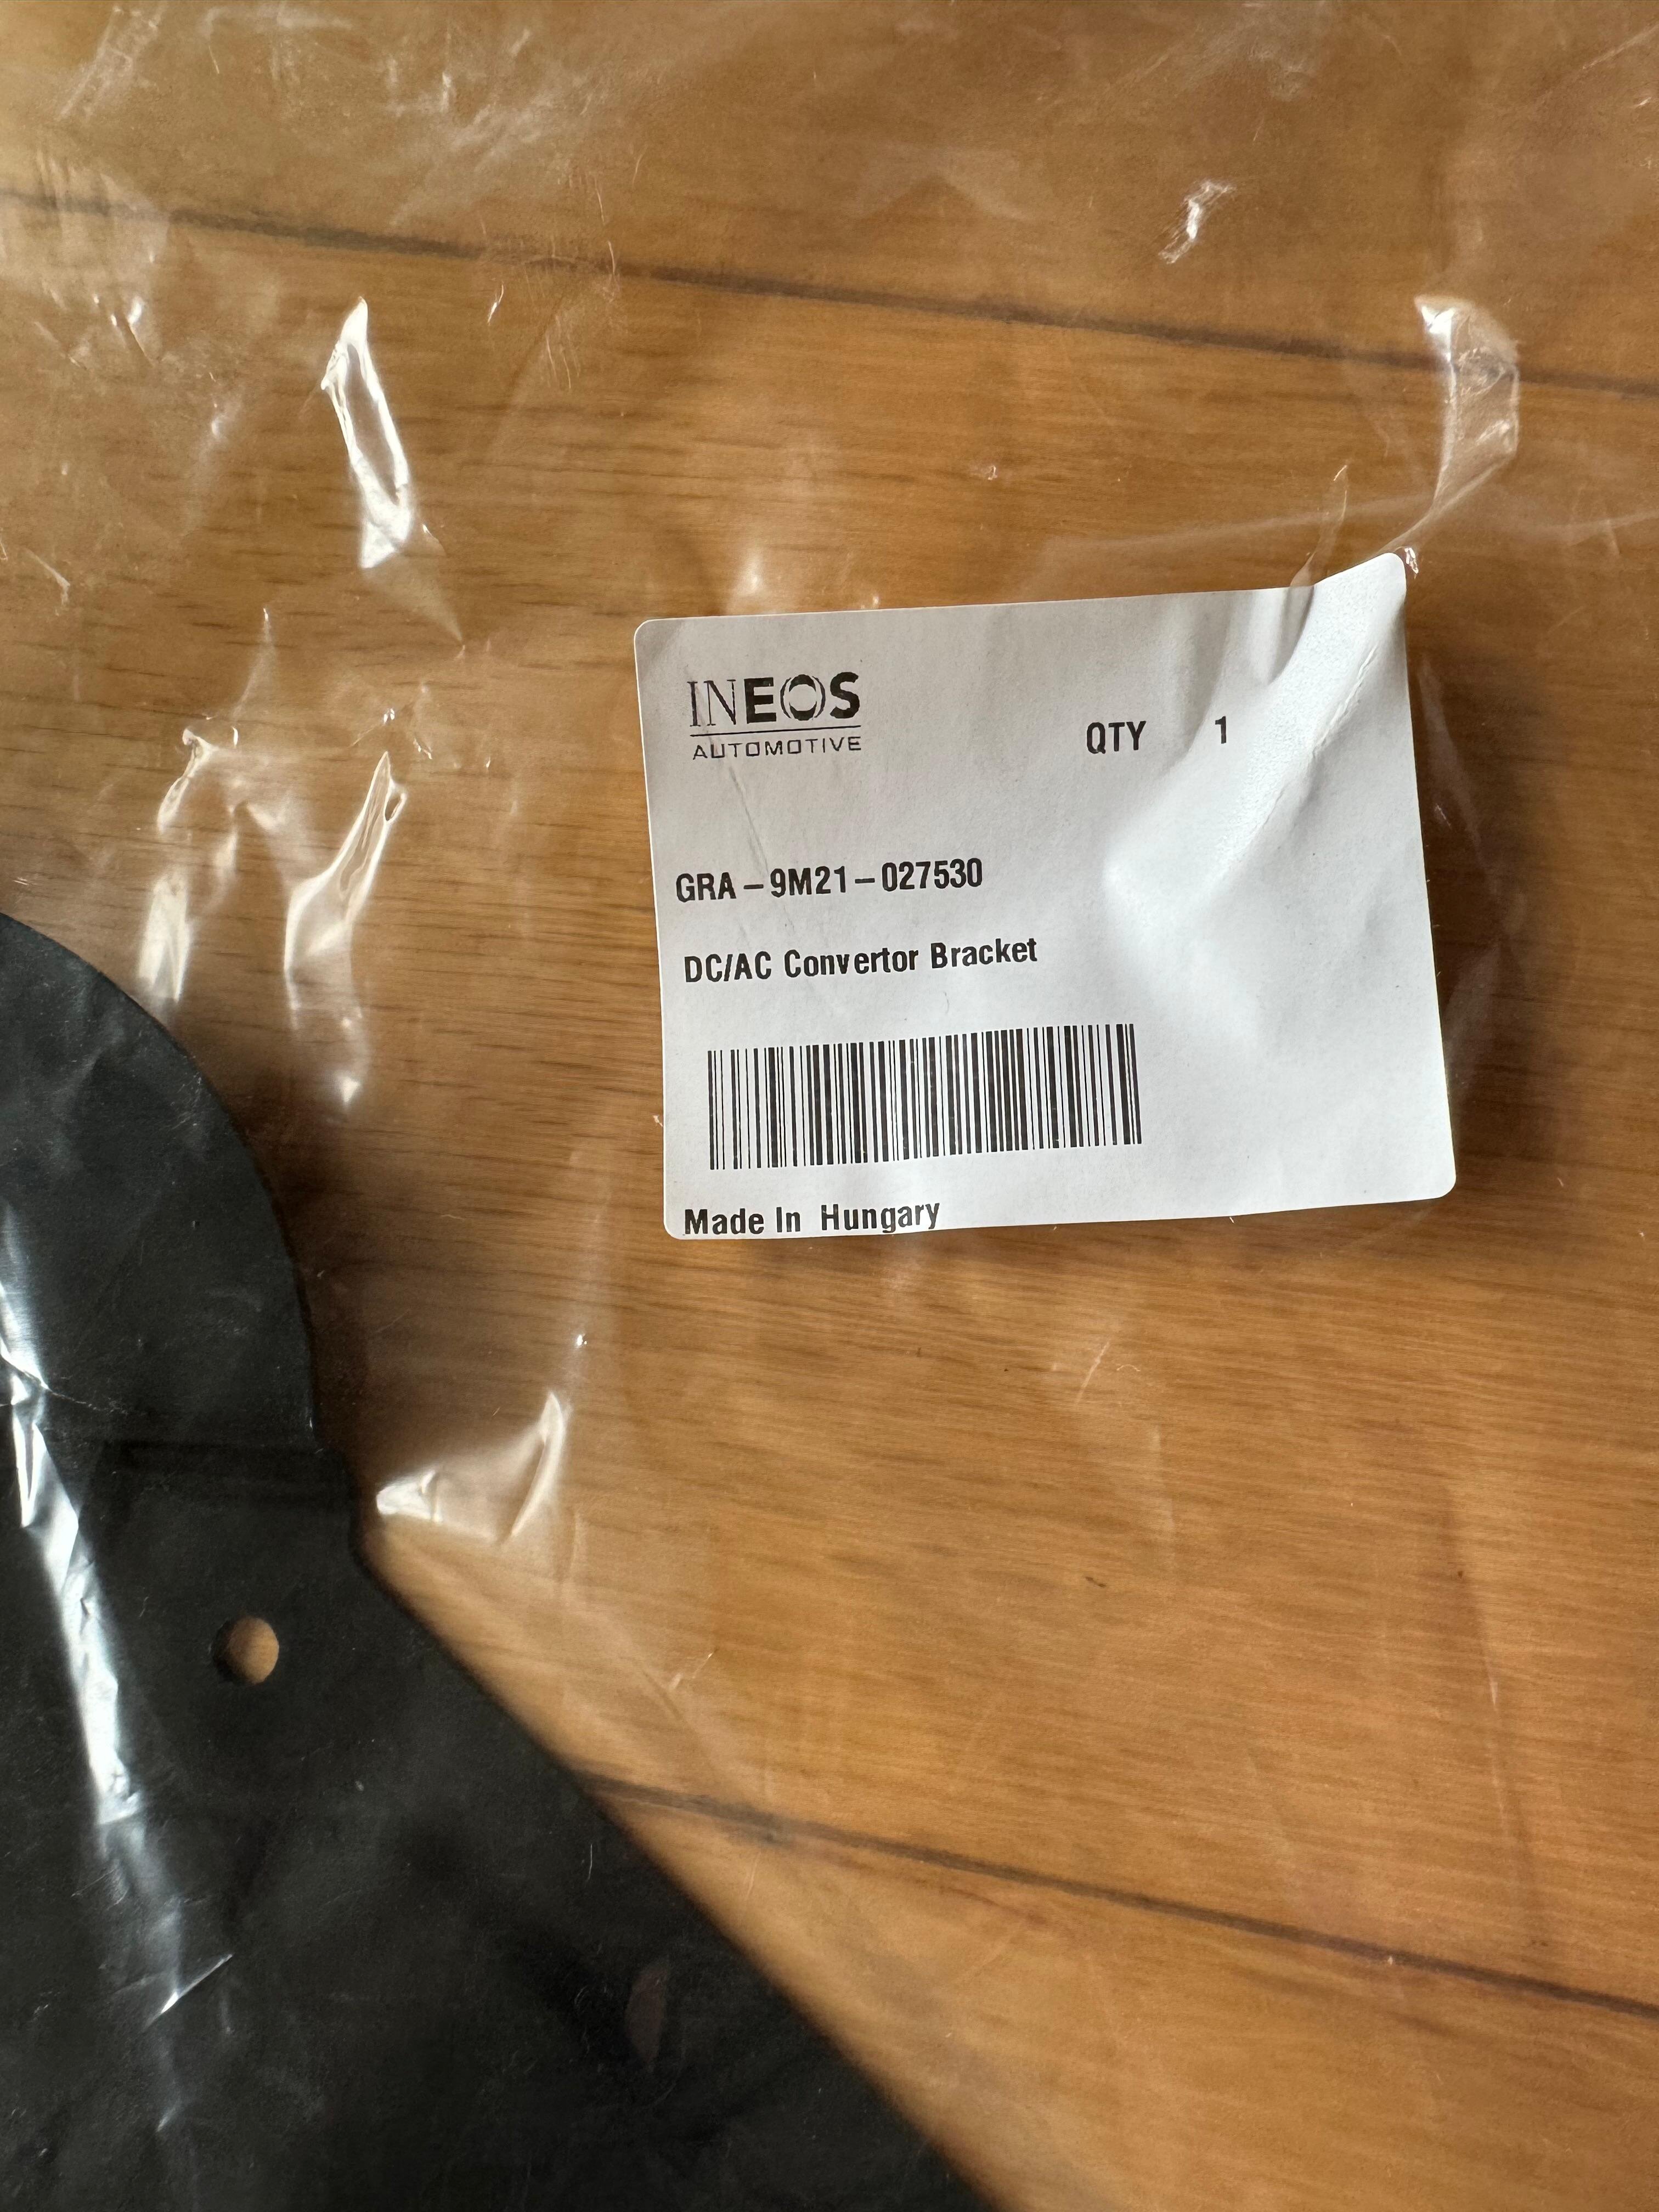 INEOS
AUTOMOTIVE
QTY 1
GRA-9M21-027530
DC/AC Convertor Bracket
Made In Hungary